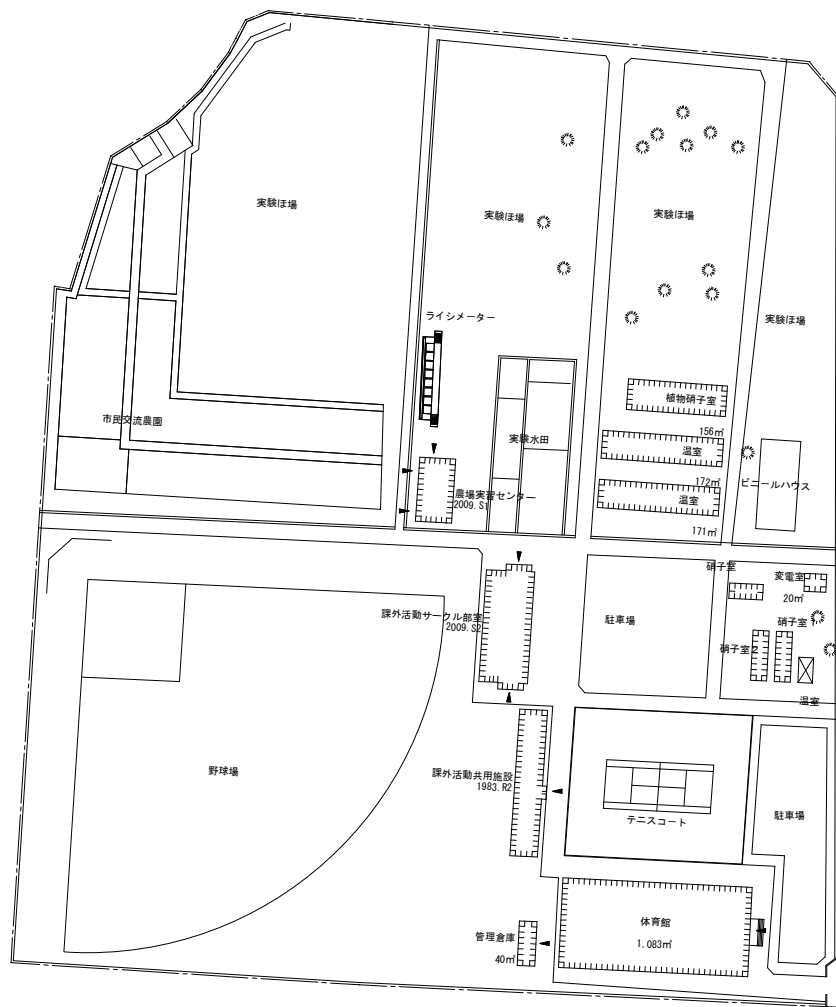 実験ほ場
実験ほ場
実験ほ場
実験ほ場
ライシメーター
植物硝子室
156㎡
市民交流農園
実験水田
温室
172㎡
ビニールハウス
農場実習センター
2009.S1
温室
171㎡
硝子室
変電室
20㎡
課外活動サークル部室
2009.S2
駐車場
硝子室 1
硝子室 2
温室
野球場
課外活動共用施設
1983.R2
テニスコート
駐車場
体育館
1.083㎡
管理倉庫
40㎡